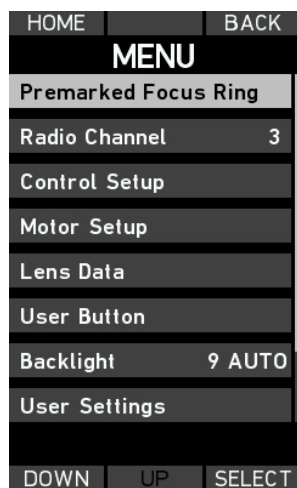 HOME BACK
MENU
Premarked Focus Ring
Radio Channel 3
Control Setup
Motor Setup
Lens Data
User Button
Backlight 9 AUTO
User Settings
DOWN UP SELECT